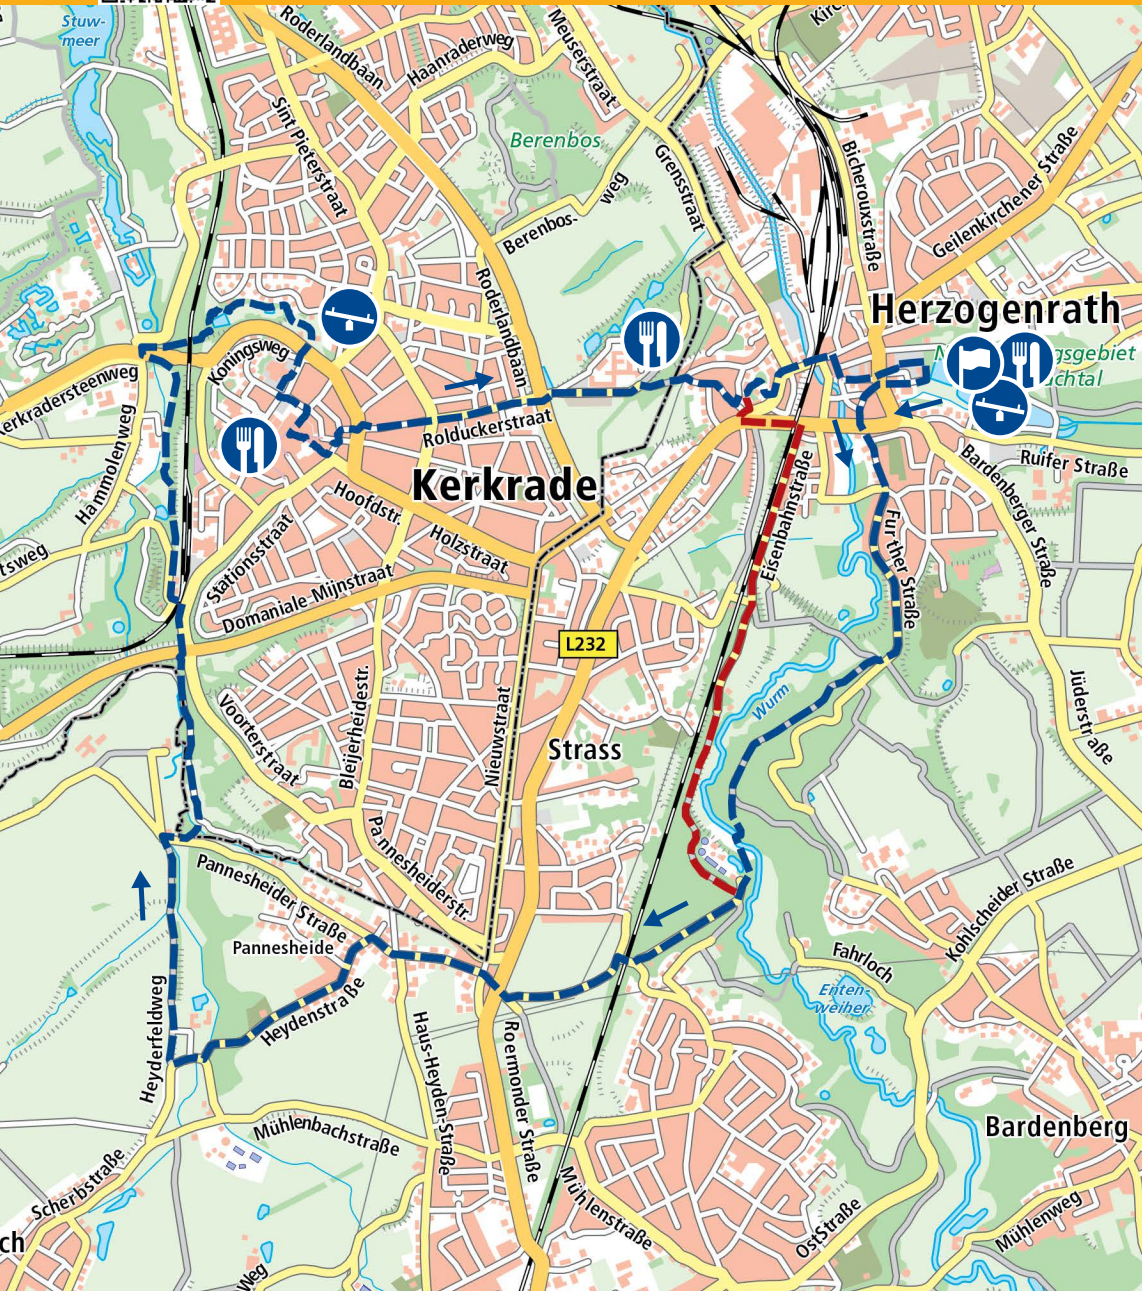 Stuw-
meer
Roderlandbaan
Haanraderweg
Meuserstraat
Kirc
Sint Pieterstraat
Berenbos
Grensstraat
Bicherouxstraße
Geilenkirchener Straße
Berenbos-
weg
Roderlandbaan
Herzogenrath
N
gsgebiet
chtal
Koningsweg
erkradersteenweg
Hammolenweg
Rolduckerstraat
Kerkrade
Ruifer Straße
Bardenberger Straße
Hoofdstr.
Holzstraat
Eisenbahnstraße
Further Straße
tsweg
Stationsstraat
Domaniale-Mijnstraat
L232
Wurm
Jüderstraße
Voorterstraat
Bleijerheidestr.
Nieuwstraat
Strass
Pannesheiderstr.
Pannesheider Straße
Pannesheide
Kohlscheider Straße
Fahrloch
Enten-
weiher
Heyderfeldweg
Heydenstraße
Haus-Heyden-Straße
Roermonder Straße
Mühlenbachstraße
Bardenberg
Scherbstraße
Mühlenstraße
OstStraße
Mühlenweg
ch
Weg